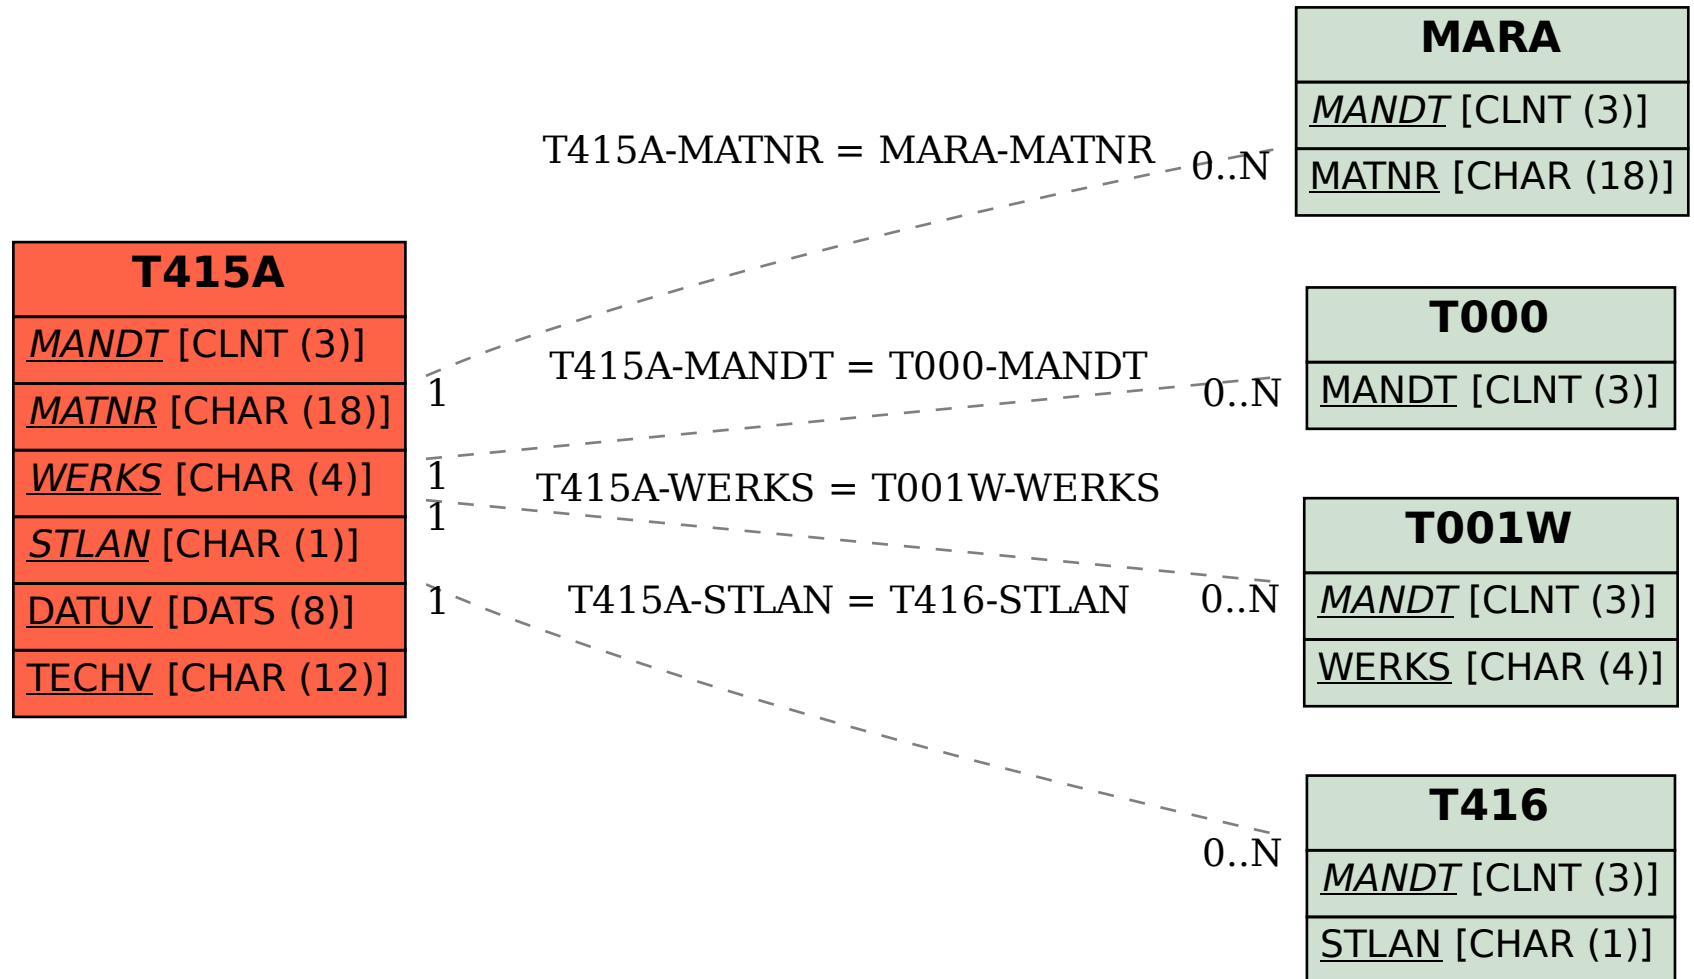 T415A
MANDT [CLNT (3)]
MATNR [CHAR (18)]
WERKS [CHAR (4)]
STLAN [CHAR (1)]
DATUV [DATS (8)]
TECHV [CHAR (12)]
T415A-MATNR = MARA-MATNR
1
0..N
T415A-MANDT = T000-MANDT
1
0..N
T415A-WERKS = T001W-WERKS
1
0..N
T415A-STLAN = T416-STLAN
1
0..N
MARA
MANDT [CLNT (3)]
MATNR [CHAR (18)]
T000
MANDT [CLNT (3)]
T001W
MANDT [CLNT (3)]
WERKS [CHAR (4)]
T416
MANDT [CLNT (3)]
STLAN [CHAR (1)]